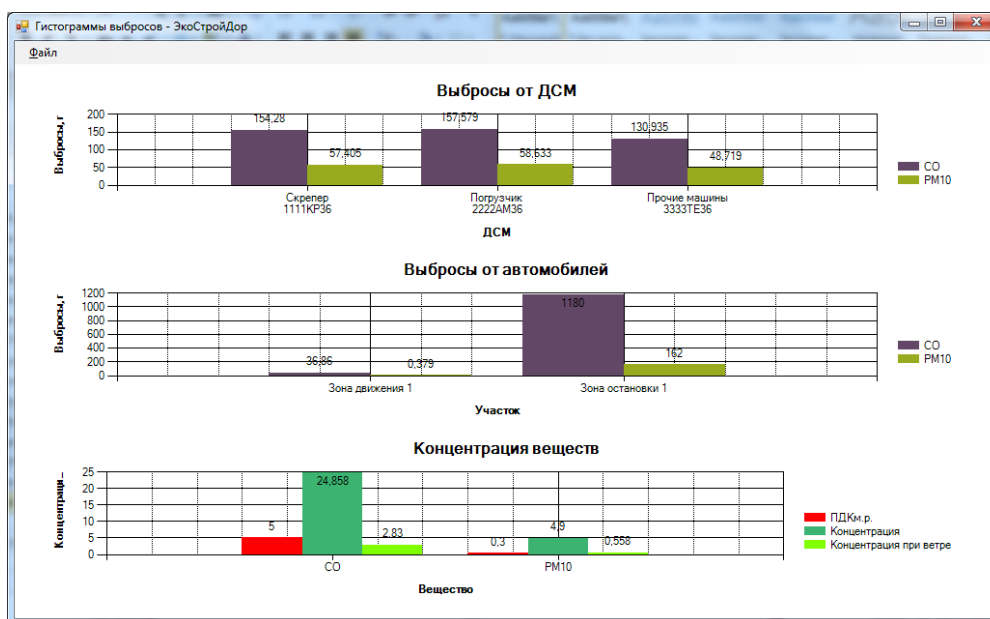 Гистограммы выбросов - ЭкоСтройДор
Файл
Выбросы от ДСМ
Выбросы, г
200
150
100
50
0
154,28
57,405
157,579
58,633
130,935
48,719
Скрепер
1111КР36
Погрузчик
2222АМ36
Прочие машины
3333ТЕ36
ДСМ
CO
PM10
Выбросы от автомобилей
Выбросы, г
1200
1000
800
600
400
200
0
36,86
0,379
1180
162
Зона движения 1
Зона остановки 1
Участок
CO
PM10
Концентрация веществ
Концентраци...
25
20
15
10
5
0
5
24,858
2,83
0,3
4,9
0,558
CO
PM10
Вещество
ПДКм.р.
Концентрация
Концентрация при ветре